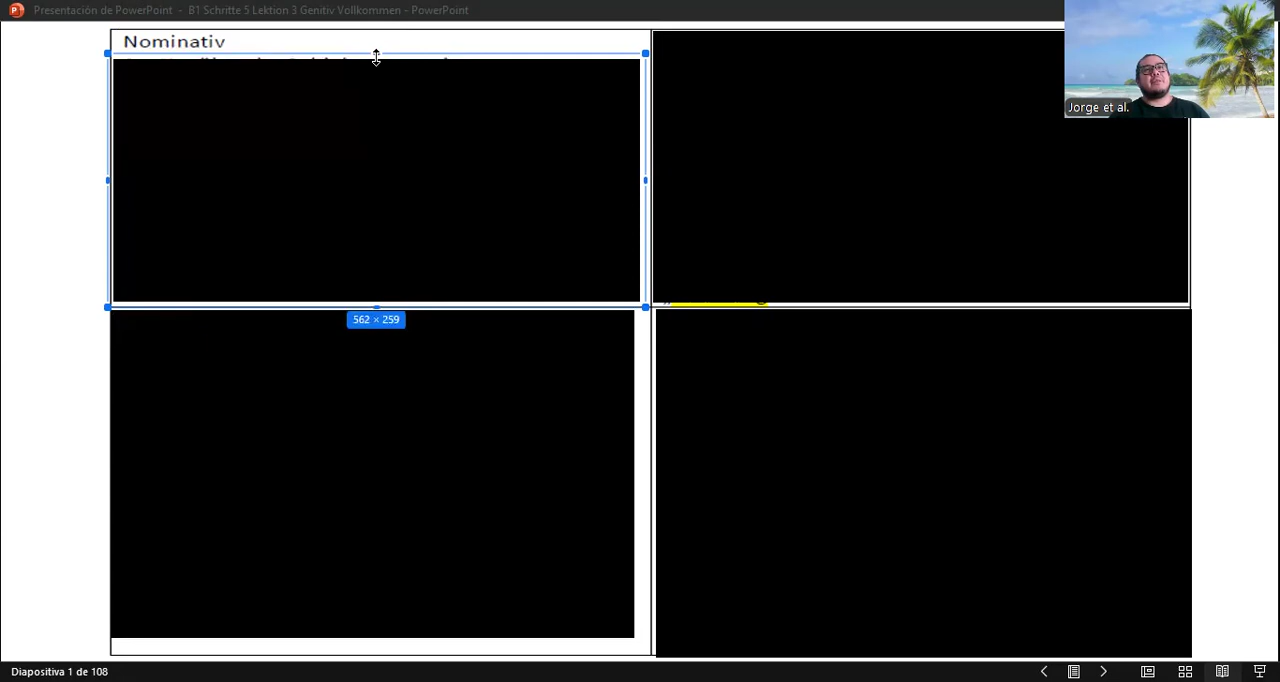 Presentación de PowerPoint - B1 Schritte 5 Lektion 3 Genitiv Vollkommen - PowerPoint
Nominativ
Jorge et al.
562 × 259
Diapositiva 1 de 108